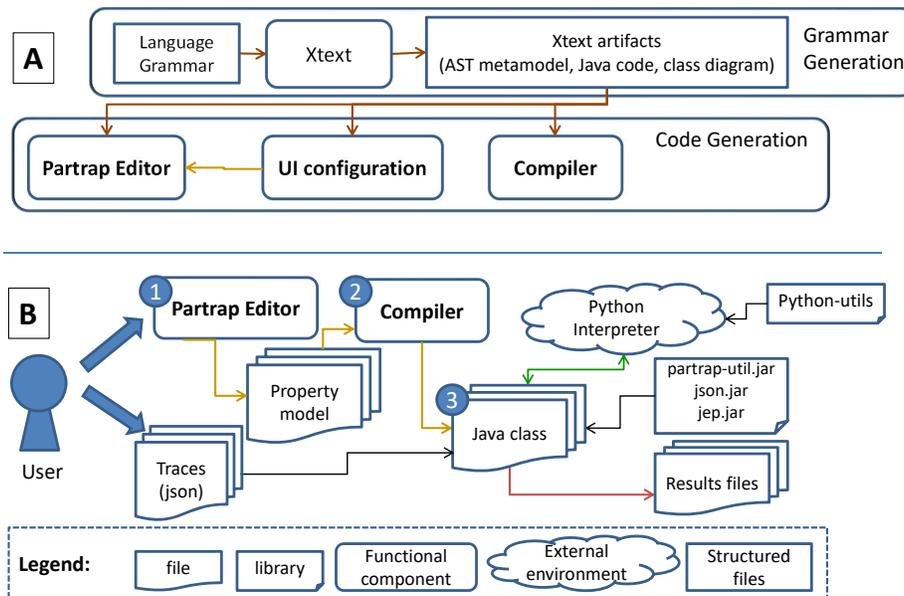 A
Language
Grammar
Xtext
Xtext artifacts
(AST metamodel, Java code, class diagram)
Grammar
Generation
Code Generation
Partrap Editor
UI configuration
Compiler
B
1
Partrap Editor
2
Compiler
Python
Interpreter
Python-utils
Property
model
partrap-util.jar
json.jar
jep.jar
3
Java class
User
Traces
(json)
Results files
Legend:
file
library
Functional
component
External
environment
Structured
files